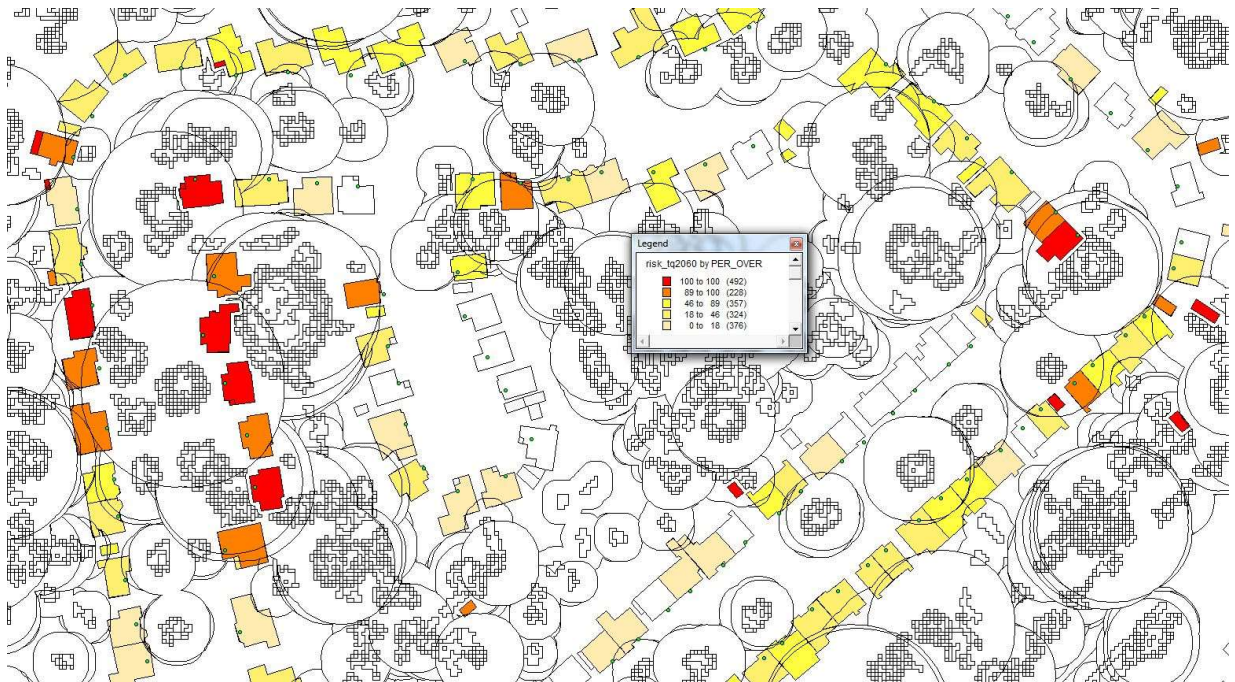 Legend
risk_tq2060 by PER_OVER
100 to 100 (492)
89 to 100 (228)
46 to 89 (357)
18 to 46 (324)
0 to 18 (376)